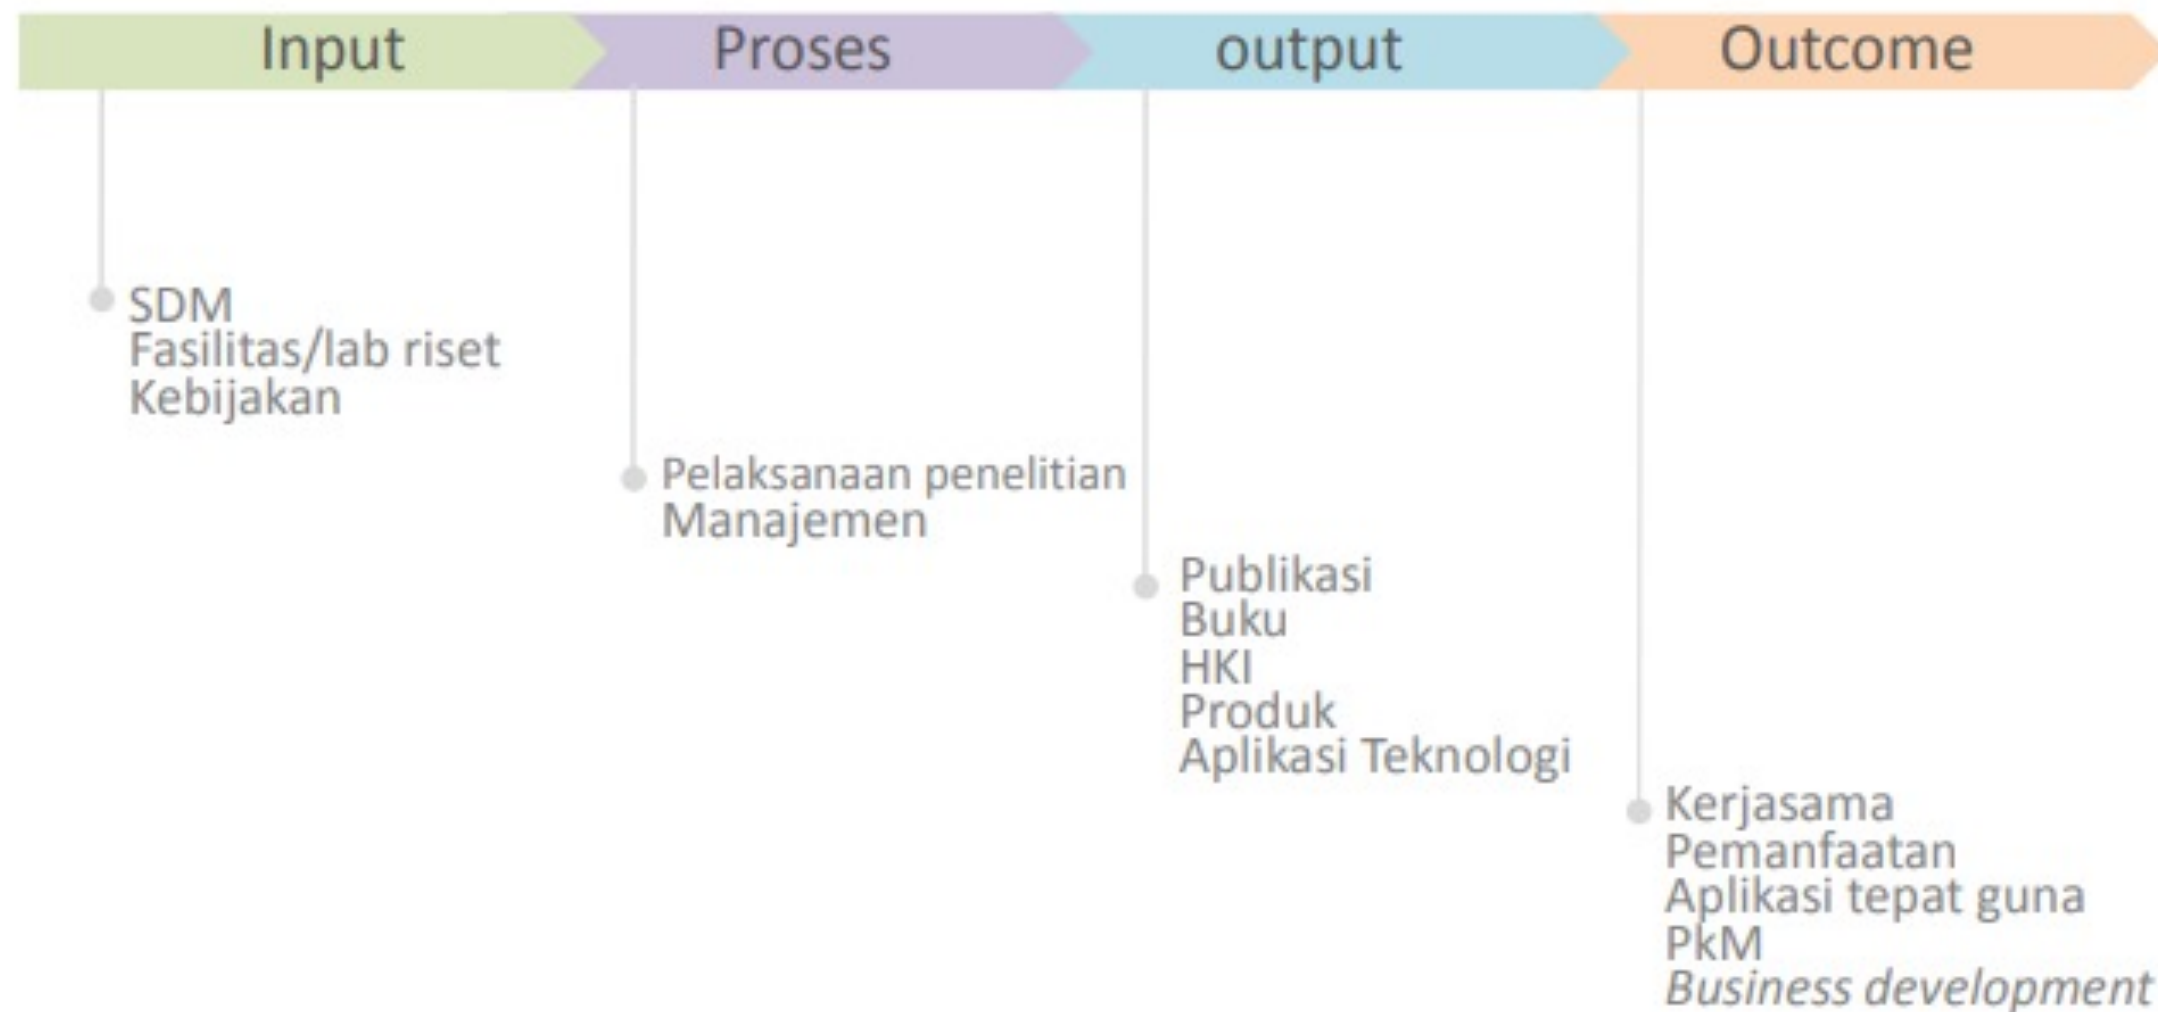 Input
Proses
output
Outcome
SDM
Fasilitas/lab riset
Kebijakan
Pelaksanaan penelitian
Manajemen
Publikasi
Buku
HKI
Produk
Aplikasi Teknologi
Kerjasama
Pemanfaatan
Aplikasi tepat guna
PkM
Business development